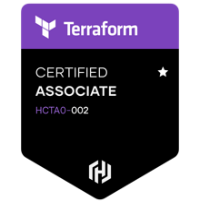 Terraform
CERTIFIED
ASSOCIATE
HCTA0-002